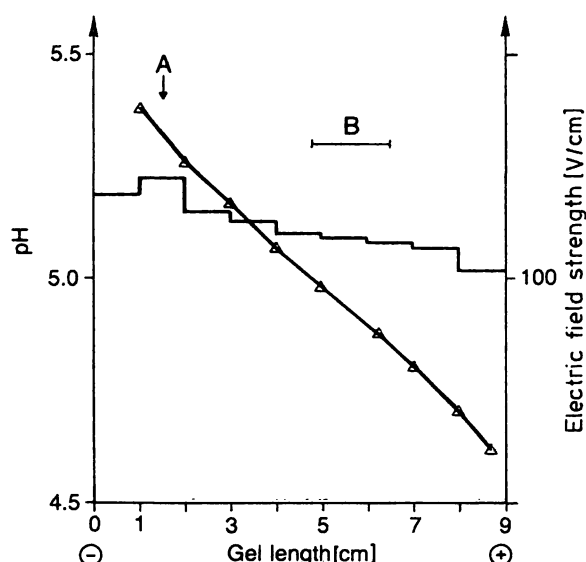 5.5
A
B
pH
5.0
100
Electric field strength [V/cm]
4.5
0 1 3 5 7 9
⊖ Gel length [cm] ⊕